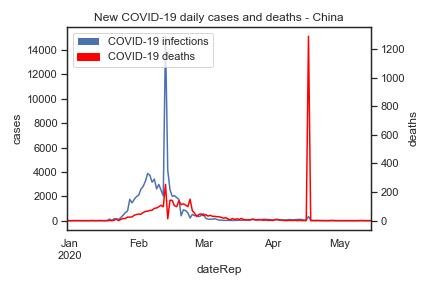 New COVID-19 daily cases and deaths - China
COVID-19 infections
COVID-19 deaths
14000
12000
10000
8000
6000
4000
2000
0
cases
1200
1000
800
600
400
200
0
deaths
Jan Feb Mar Apr May
2020
dateRep